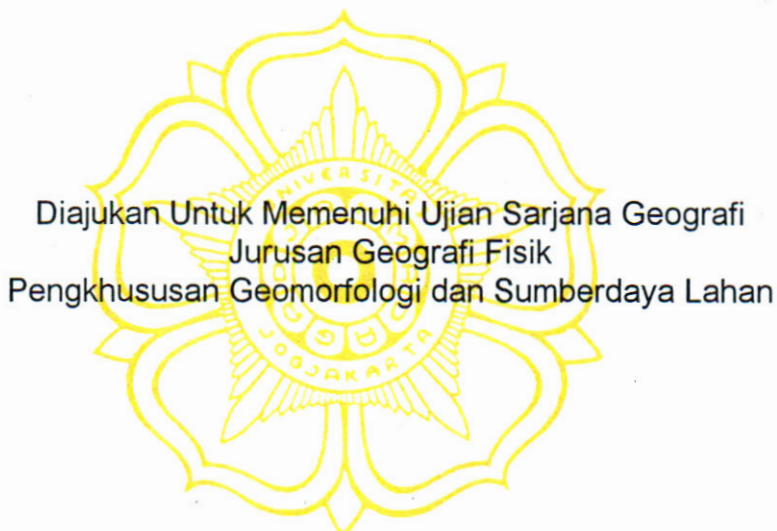 Diajukan Untuk Memenuhi Ujian Sarjana Geografi
Jurusan Geografi Fisik
Pengkhususan Geomorfologi dan Sumberdaya Lahan